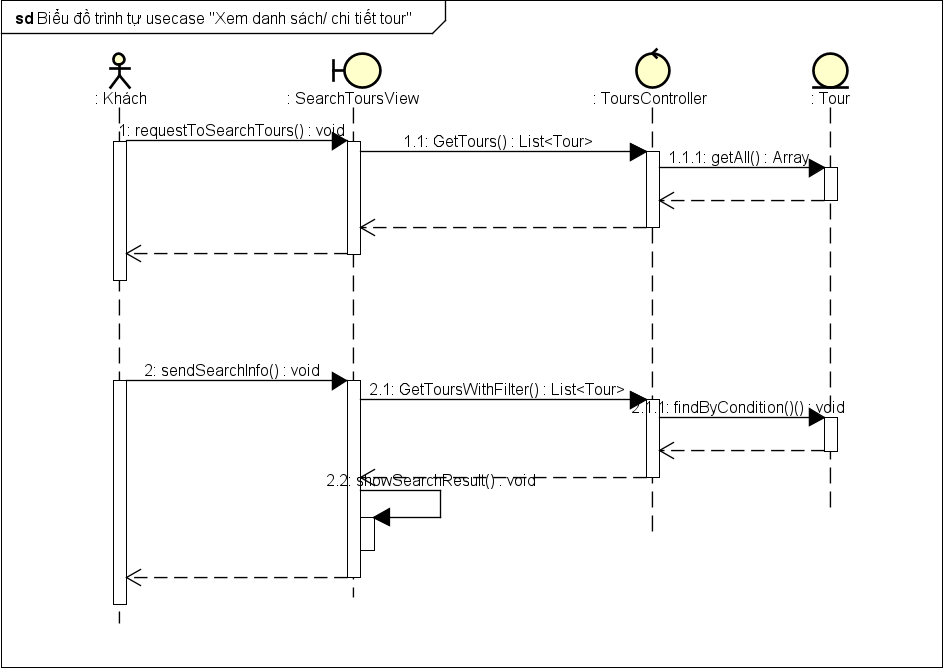 sd Biểu đồ trình tự usecase "Xem danh sách/ chi tiết tour"
: Khách
: SearchToursView
: ToursController
: Tour
1: requestToSearchTours() : void
1.1: GetTours() : List<Tour>
1.1.1: getAll() : Array
2: sendSearchInfo() : void
2.1: GetToursWithFilter() : List<Tour>
2.1.1: findByCondition()() : void
2.2: showSearchResult() : void